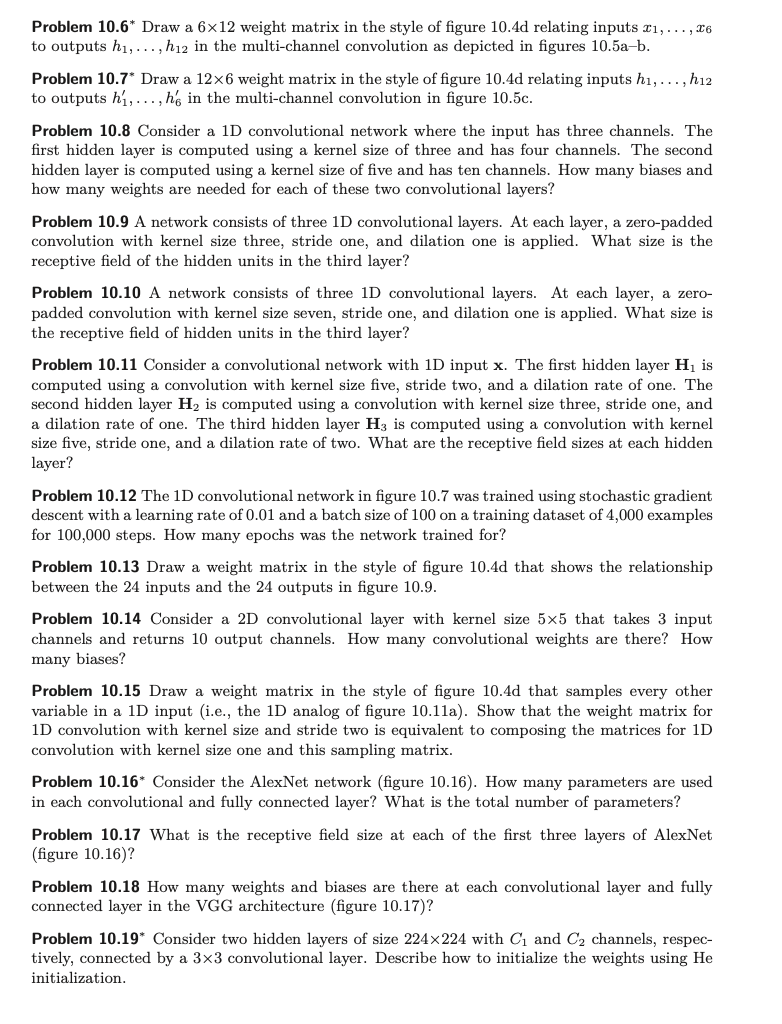 Problem 10.6* Draw a 6×12 weight matrix in the style of figure 10.4d relating inputs x₁, . . . , x₆
to outputs h₁, . . . , h₁₂ in the multi-channel convolution as depicted in figures 10.5a–b.
Problem 10.7* Draw a 12×6 weight matrix in the style of figure 10.4d relating inputs h₁, . . . , h₁₂
to outputs h′₁, . . . , h′₆ in the multi-channel convolution in figure 10.5c.
Problem 10.8 Consider a 1D convolutional network where the input has three channels. The
first hidden layer is computed using a kernel size of three and has four channels. The second
hidden layer is computed using a kernel size of five and has ten channels. How many biases and
how many weights are needed for each of these two convolutional layers?
Problem 10.9 A network consists of three 1D convolutional layers. At each layer, a zero-padded
convolution with kernel size three, stride one, and dilation one is applied. What size is the
receptive field of the hidden units in the third layer?
Problem 10.10 A network consists of three 1D convolutional layers. At each layer, a zero-
padded convolution with kernel size seven, stride one, and dilation one is applied. What size is
the receptive field of hidden units in the third layer?
Problem 10.11 Consider a convolutional network with 1D input x. The first hidden layer H₁ is
computed using a convolution with kernel size five, stride two, and a dilation rate of one. The
second hidden layer H₂ is computed using a convolution with kernel size three, stride one, and
a dilation rate of one. The third hidden layer H₃ is computed using a convolution with kernel
size five, stride one, and a dilation rate of two. What are the receptive field sizes at each hidden
layer?
Problem 10.12 The 1D convolutional network in figure 10.7 was trained using stochastic gradient
descent with a learning rate of 0.01 and a batch size of 100 on a training dataset of 4,000 examples
for 100,000 steps. How many epochs was the network trained for?
Problem 10.13 Draw a weight matrix in the style of figure 10.4d that shows the relationship
between the 24 inputs and the 24 outputs in figure 10.9.
Problem 10.14 Consider a 2D convolutional layer with kernel size 5×5 that takes 3 input
channels and returns 10 output channels. How many convolutional weights are there? How
many biases?
Problem 10.15 Draw a weight matrix in the style of figure 10.4d that samples every other
variable in a 1D input (i.e., the 1D analog of figure 10.11a). Show that the weight matrix for
1D convolution with kernel size and stride two is equivalent to composing the matrices for 1D
convolution with kernel size one and this sampling matrix.
Problem 10.16* Consider the AlexNet network (figure 10.16). How many parameters are used
in each convolutional and fully connected layer? What is the total number of parameters?
Problem 10.17 What is the receptive field size at each of the first three layers of AlexNet
(figure 10.16)?
Problem 10.18 How many weights and biases are there at each convolutional layer and fully
connected layer in the VGG architecture (figure 10.17)?
Problem 10.19* Consider two hidden layers of size 224×224 with C₁ and C₂ channels, respec-
tively, connected by a 3×3 convolutional layer. Describe how to initialize the weights using He
initialization.